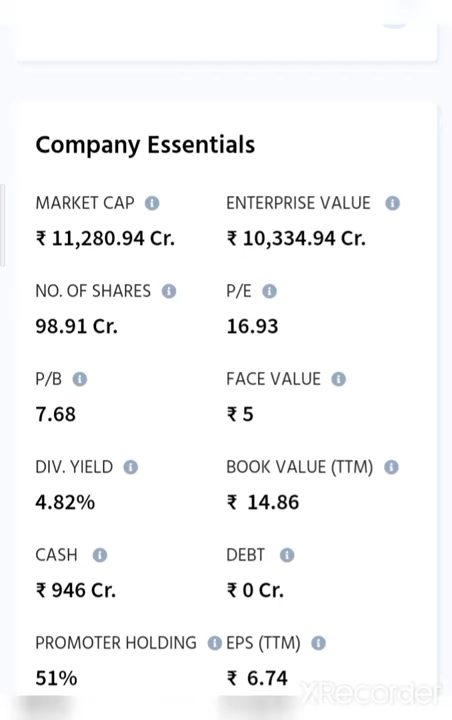 Company Essentials
MARKET CAP ENTERPRISE VALUE
₹ 11,280.94 Cr. ₹ 10,334.94 Cr.
NO. OF SHARES P/E
98.91 Cr. 16.93
P/B FACE VALUE
7.68 ₹ 5
DIV. YIELD BOOK VALUE (TTM)
4.82% ₹ 14.86
CASH DEBT
₹ 946 Cr. ₹ 0 Cr.
PROMOTER HOLDING EPS (TTM)
51% ₹ 6.74
XRecorder